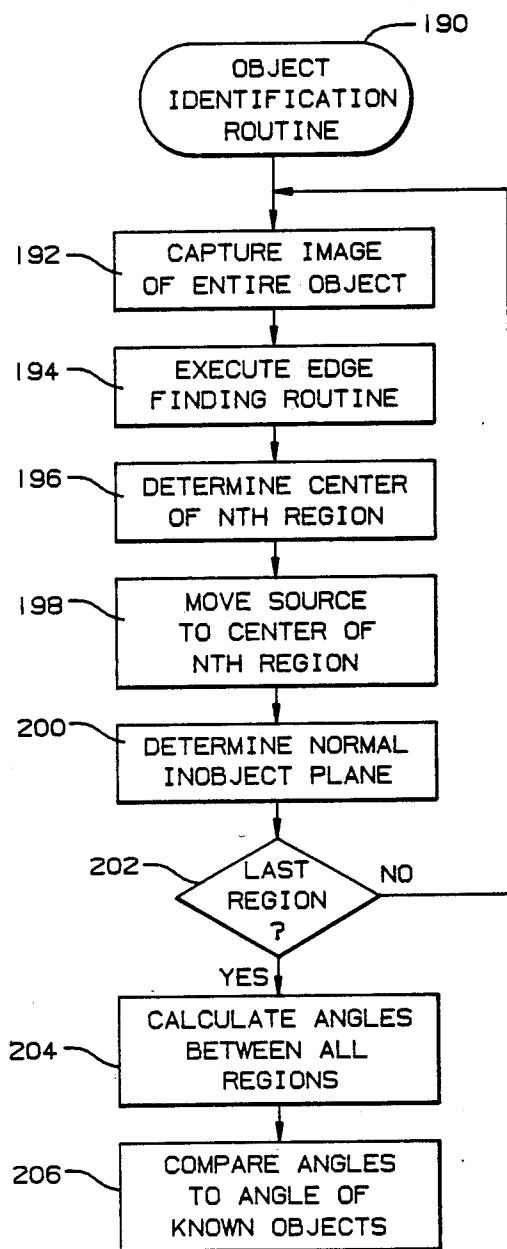 190
OBJECT
IDENTIFICATION
ROUTINE
192
CAPTURE IMAGE
OF ENTIRE OBJECT
194
EXECUTE EDGE
FINDING ROUTINE
196
DETERMINE CENTER
OF NTH REGION
198
MOVE SOURCE
TO CENTER OF
NTH REGION
200
DETERMINE NORMAL
INOBJECT PLANE
202
LAST
REGION
?
NO
YES
204
CALCULATE ANGLES
BETWEEN ALL
REGIONS
206
COMPARE ANGLES
TO ANGLE OF
KNOWN OBJECTS